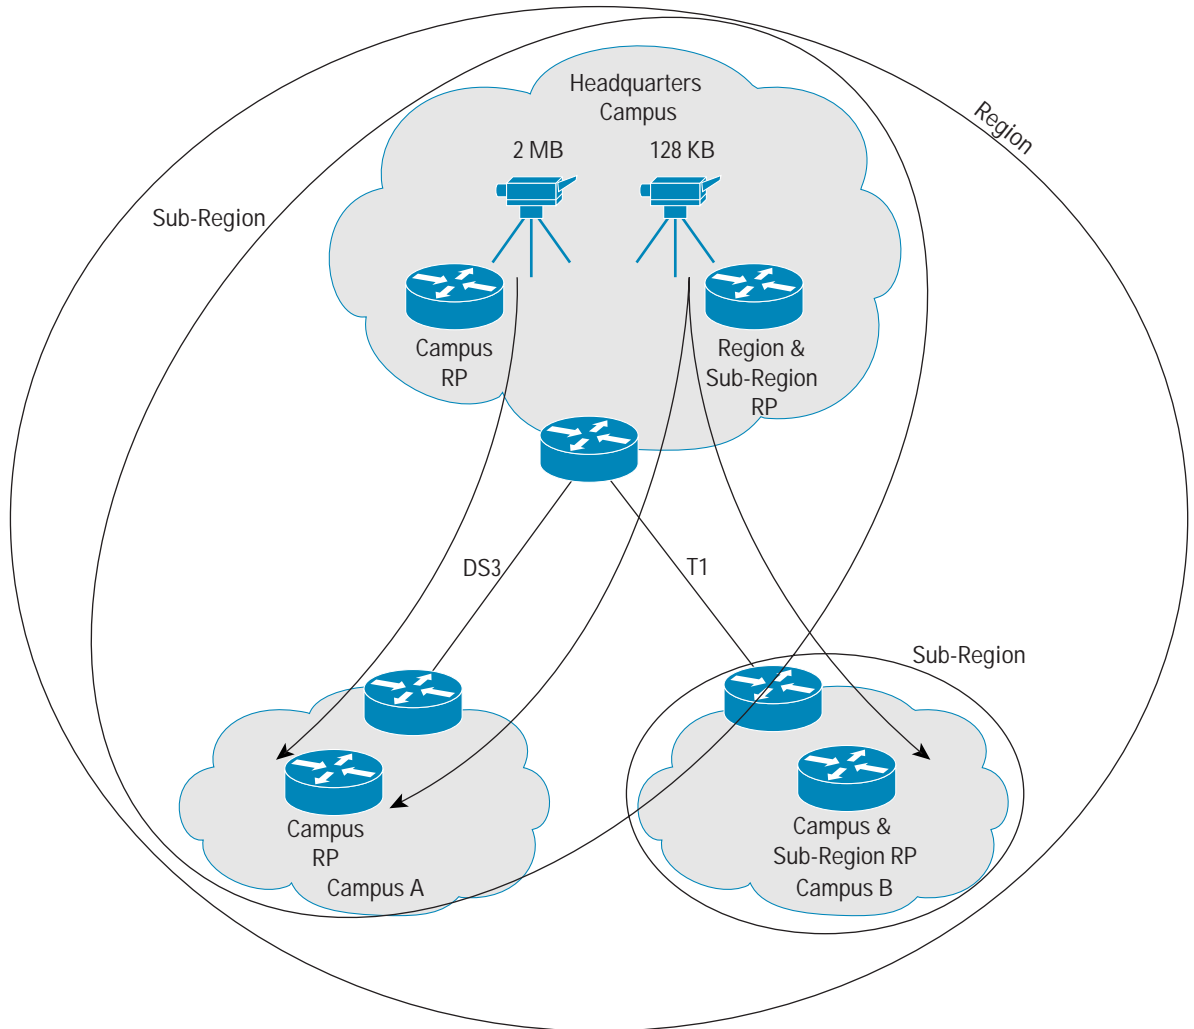 Headquarters
Campus
Region
2 MB
128 KB
Sub-Region
Campus
RP
Region &
Sub-Region
RP
DS3
T1
Sub-Region
Campus
RP
Campus A
Campus &
Sub-Region RP
Campus B